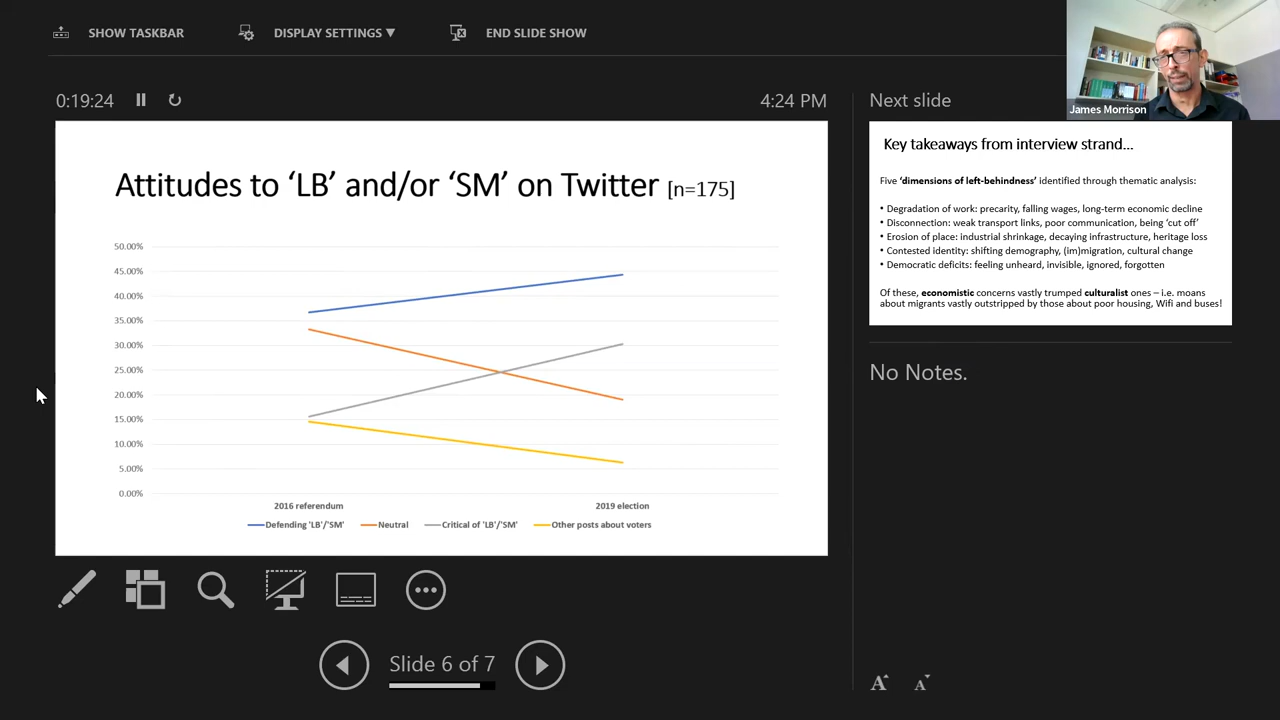 SHOW TASKBAR
DISPLAY SETTINGS ▼
END SLIDE SHOW
James Morrison
0:19:24
4:24 PM
Attitudes to ‘LB’ and/or ‘SM’ on Twitter [n=175]
50.00%
45.00%
40.00%
35.00%
30.00%
25.00%
20.00%
15.00%
10.00%
5.00%
0.00%
2016 referendum
2019 election
Defending 'LB'/'SM'
Neutral
Critical of 'LB'/'SM'
Other posts about voters
Slide 6 of 7
Next slide
Key takeaways from interview strand…
Five ‘dimensions of left-behindness’ identified through thematic analysis:
• Degradation of work: precarity, falling wages, long-term economic decline
• Disconnection: weak transport links, poor communication, being ‘cut off’
• Erosion of place: industrial shrinkage, decaying infrastructure, heritage loss
• Contested identity: shifting demography, (im)migration, cultural change
• Democratic deficits: feeling unheard, invisible, ignored, forgotten
Of these, economistic concerns vastly trumped culturalist ones – i.e. moans
about migrants vastly outstripped by those about poor housing, Wifi and buses!
No Notes.
A A